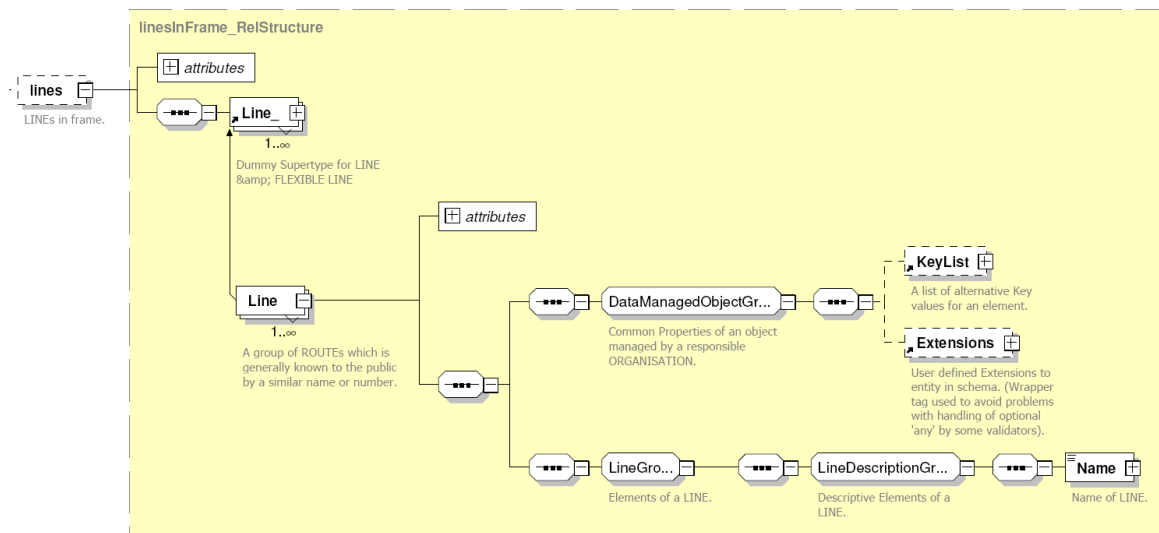 linesInFrame_RelStructure
attributes
lines
LINEs in frame.
Line_
1..∞
Dummy Supertype for LINE
&amp; FLEXIBLE LINE
attributes
Line
1..∞
A group of ROUTEs which is
generally known to the public
by a similar name or number.
DataManagedObjectGr...
Common Properties of an object
managed by a responsible
ORGANISATION.
KeyList
A list of alternative Key
values for an element.
Extensions
User defined Extensions to
entity in schema. (Wrapper
tag used to avoid problems
with handling of optional
'any' by some validators).
LineGro...
Elements of a LINE.
LineDescriptionGr...
Descriptive Elements of a
LINE.
Name
Name of LINE.